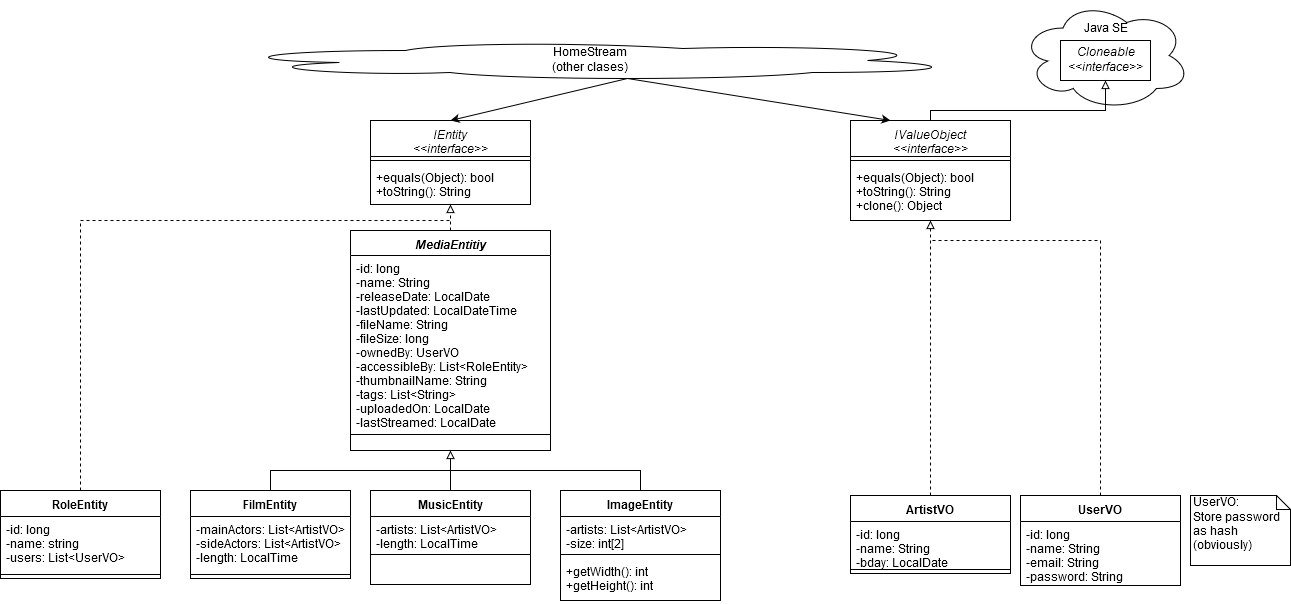 Java SE
Cloneable
<<interface>>
HomeStream
(other clases)
IEntity
<<interface>>
+equals(Object): bool
+toString(): String
IValueObject
<<interface>>
+equals(Object): bool
+toString(): String
+clone(): Object
MediaEntitiy
-id: long
-name: String
-releaseDate: LocalDate
-lastUpdated: LocalDateTime
-fileName: String
-fileSize: long
-ownedBy: UserVO
-accessibleBy: List<RoleEntity>
-thumbnailName: String
-tags: List<String>
-uploadedOn: LocalDate
-lastStreamed: LocalDate
RoleEntity
-id: long
-name: string
-users: List<UserVO>
FilmEntity
-mainActors: List<ArtistVO>
-sideActors: List<ArtistVO>
-length: LocalTime
MusicEntity
-artists: List<ArtistVO>
-length: LocalTime
ImageEntity
-artists: List<ArtistVO>
-size: int[2]
+getWidth(): int
+getHeight(): int
ArtistVO
-id: long
-name: String
-bday: LocalDate
UserVO
-id: long
-name: String
-email: String
-password: String
UserVO:
Store password
as hash
(obviously)